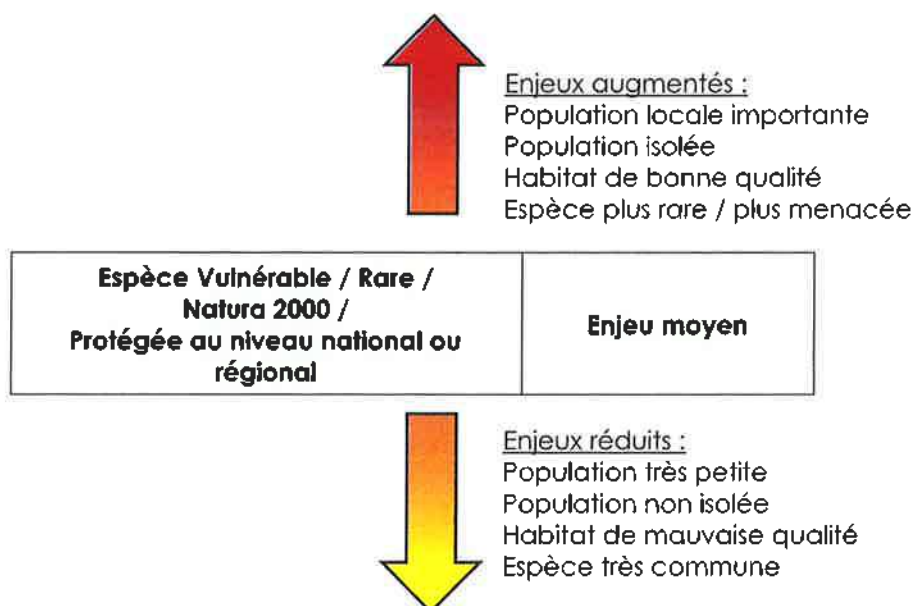 Enjeux augmentés :
Population locale importante
Population isolée
Habitat de bonne qualité
Espèce plus rare / plus menacée
Espèce Vulnérable / Rare /
Natura 2000 /
Protégée au niveau national ou
régional
Enjeu moyen
Enjeux réduits :
Population très petite
Population non isolée
Habitat de mauvaise qualité
Espèce très commune